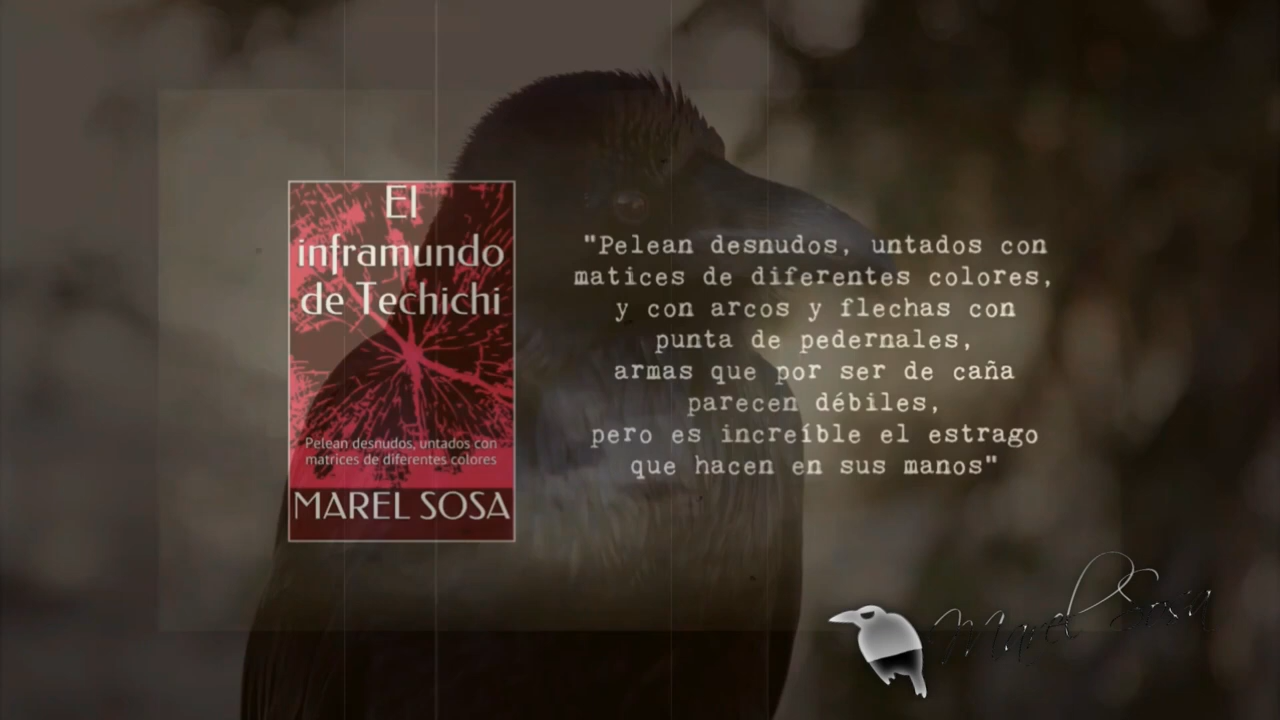 El
inframundo
de Techichi
Pelean desnudos, untados con
matrices de diferentes colores
MAREL SOSA
"Pelean desnudos, untados con
matices de diferentes colores,
y con arcos y flechas con
punta de pedernales,
armas que por ser de caña
parecen débiles,
pero es increíble el estrago
que hacen en sus manos"
Marel Sosa